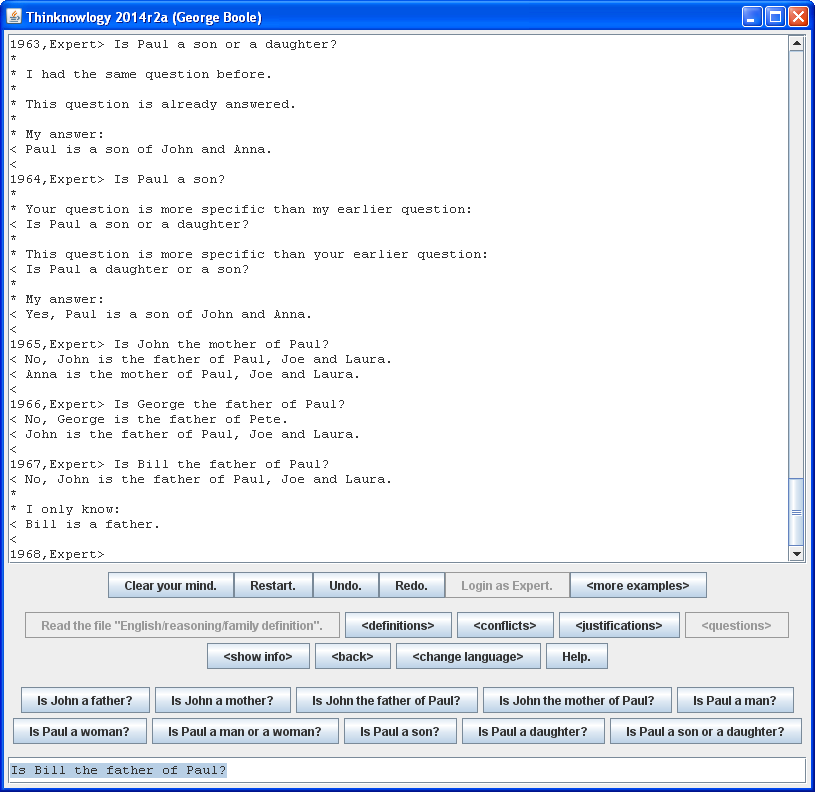 Thinknowlogy 2014r2a (George Boole)
1963,Expert> Is Paul a son or a daughter?
*
* I had the same question before.
*
* This question is already answered.
*
* My answer:
< Paul is a son of John and Anna.
<
1964,Expert> Is Paul a son?
*
* Your question is more specific than my earlier question:
< Is Paul a son or a daughter?
*
* This question is more specific than your earlier question:
< Is Paul a daughter or a son?
*
* My answer:
< Yes, Paul is a son of John and Anna.
<
1965,Expert> Is John the mother of Paul?
< No, John is the father of Paul, Joe and Laura.
< Anna is the mother of Paul, Joe and Laura.
<
1966,Expert> Is George the father of Paul?
< No, George is the father of Pete.
< John is the father of Paul, Joe and Laura.
<
1967,Expert> Is Bill the father of Paul?
< No, John is the father of Paul, Joe and Laura.
*
* I only know:
< Bill is a father.
<
1968,Expert>
Clear your mind. Restart. Undo. Redo. Login as Expert. <more examples>
Read the file "English/reasoning/family definition". <definitions> <conflicts> <justifications> <questions>
<show info> <back> <change language> Help.
Is John a father? Is John a mother? Is John the father of Paul? Is John the mother of Paul? Is Paul a man?
Is Paul a woman? Is Paul a man or a woman? Is Paul a son? Is Paul a daughter? Is Paul a son or a daughter?
Is Bill the father of Paul?